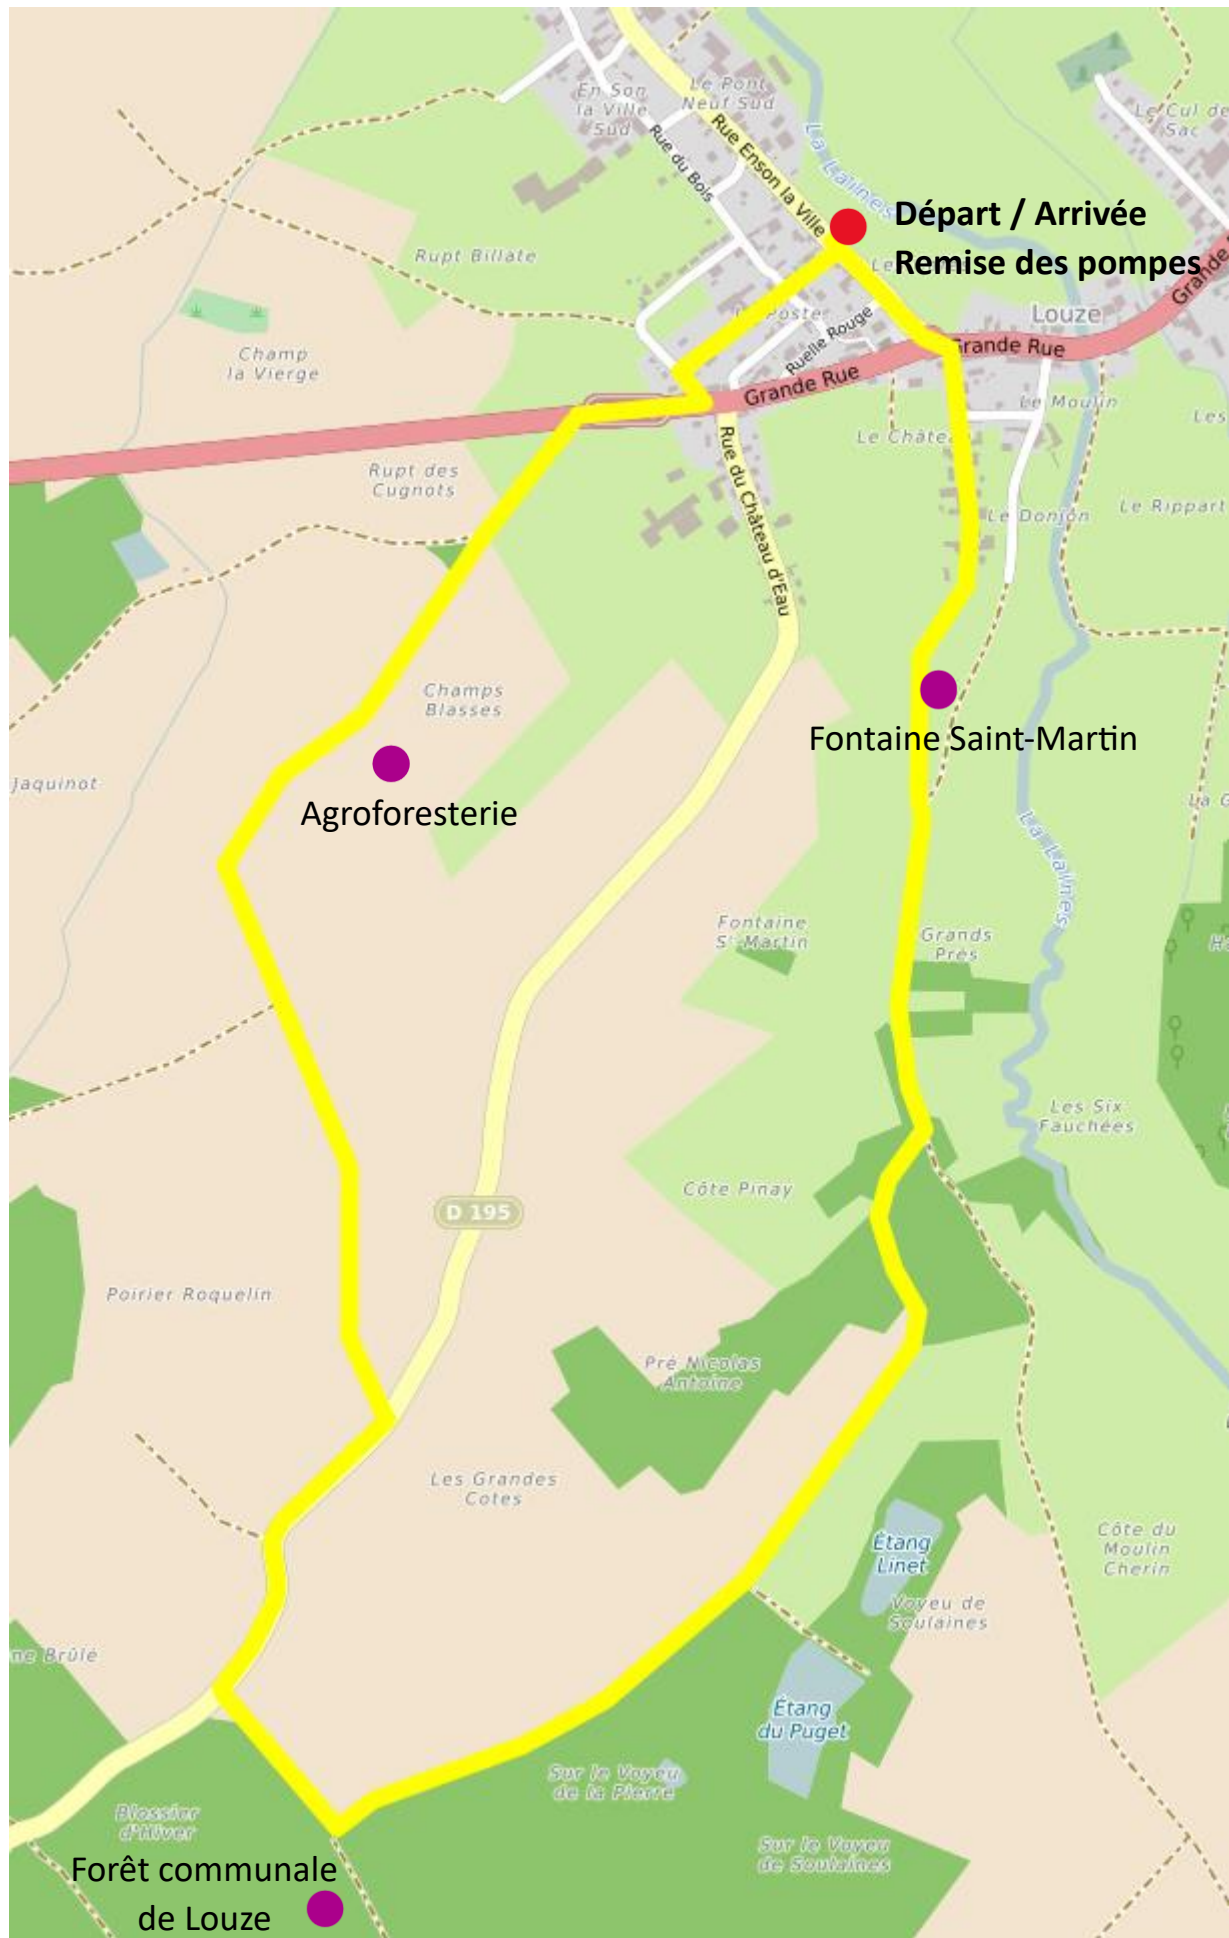 Le Pont
Neuf Sud
En Son
la Ville
Sud
Le Cul de
Sac
Rue Enson la Ville
La Laines
Rue du Bois
Départ / Arrivée
Remise des pompes
Rupt Billate
Grande
Louze
Poste
Ruelle Rouge
Grande Rue
Grande Rue
Champ
la Vierge
Le Moulin
Les
Le Château
Rupt des
Cugnots
Rue du Château d'Eau
Le Rippart
Le Donjon
Champs
Blasses
Fontaine Saint-Martin
Jaquinot
Agroforesterie
La Laines
Fontaine
St Martin
Grands
Prés
Les Six
Fauchées
Côte Pinay
D 195
Poirier Roquelin
Pré Nicolas
Antoine
Les Grandes
Cotes
Étang
Linet
Côte du
Moulin
Cherin
Voyeu de
Soulaines
ne Brûlé
Étang
du Puget
Sur le Voyeu
de la Pierre
Blossier
d'Hiver
Sur le Voyeu
de Soulaines
Forêt communale
de Louze